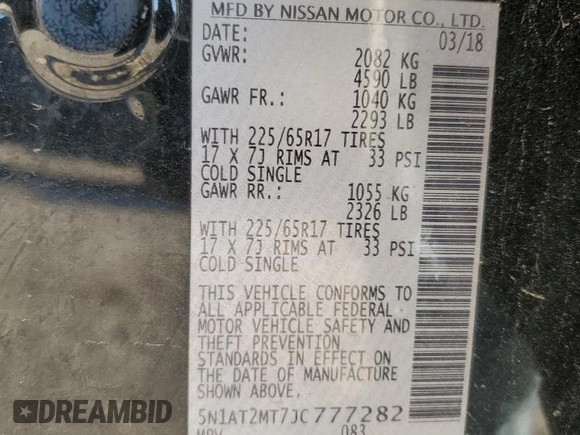 MFD BY NISSAN MOTOR CO., LTD.
DATE: 03/18
GVWR: 2082 KG
4590 LB
GAWR FR.: 1040 KG
2293 LB
WITH 225/65R17 TIRES
17 X 7J RIMS AT 33 PSI
COLD SINGLE
GAWR RR.: 1055 KG
2326 LB
WITH 225/65R17 TIRES
17 X 7J RIMS AT 33 PSI
COLD SINGLE
THIS VEHICLE CONFORMS TO
ALL APPLICABLE FEDERAL
MOTOR VEHICLE SAFETY AND
THEFT PREVENTION
STANDARDS IN EFFECT ON
THE DATE OF MANUFACTURE
SHOWN ABOVE.
5N1AT2MT7JC777282
MPV 083
DREAMBID